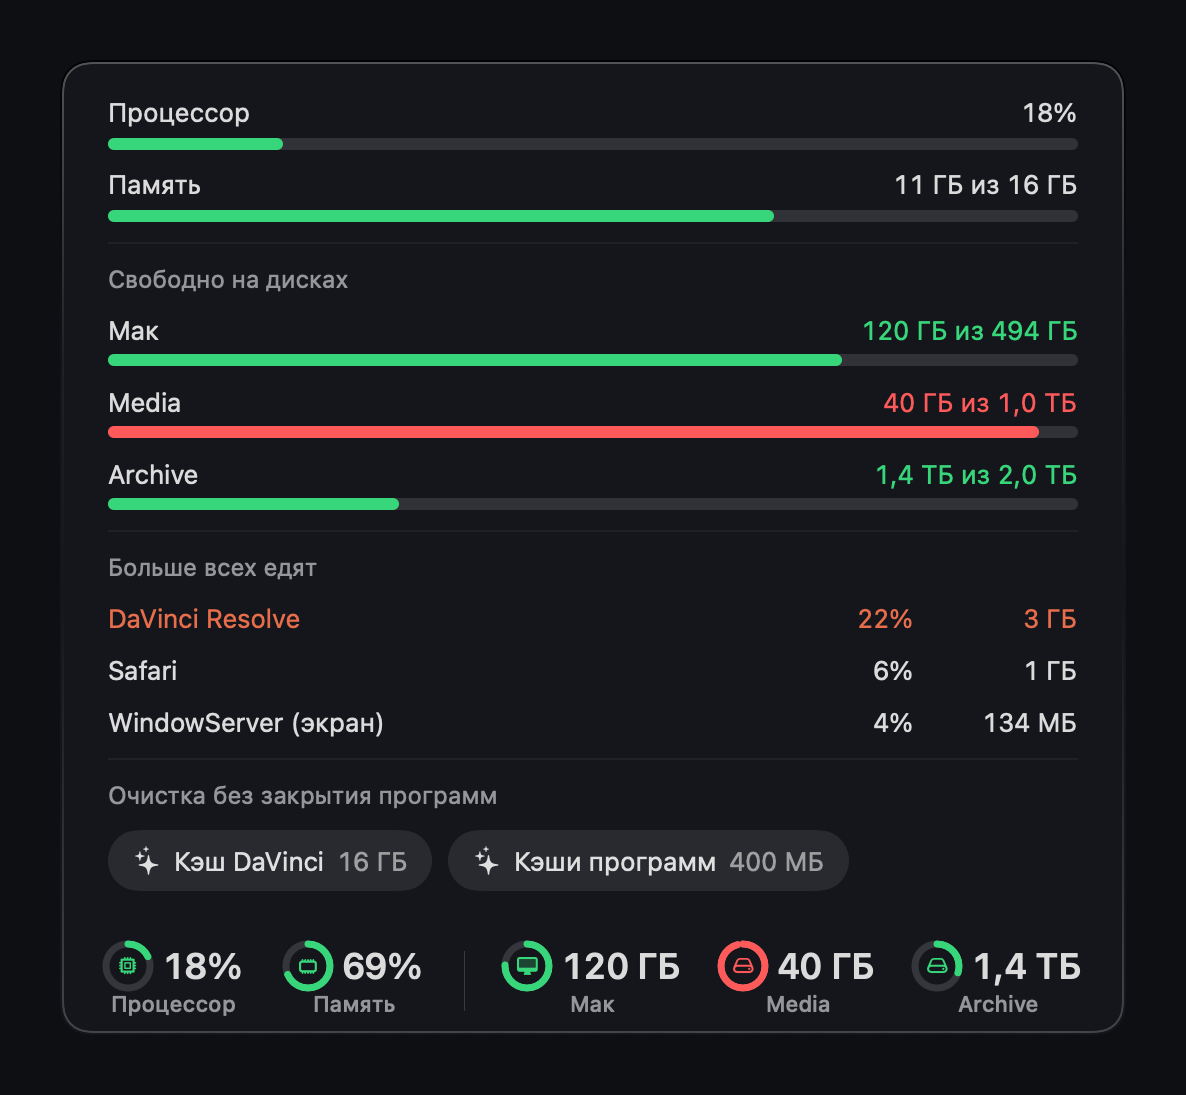 Процессор 18%
Память 11 ГБ из 16 ГБ
Свободно на дисках
Мак 120 ГБ из 494 ГБ
Media 40 ГБ из 1,0 ТБ
Archive 1,4 ТБ из 2,0 ТБ
Больше всех едят
DaVinci Resolve 22% 3 ГБ
Safari 6% 1 ГБ
WindowServer (экран) 4% 134 МБ
Очистка без закрытия программ
Кэш DaVinci 16 ГБ Кэши программ 400 МБ
18% 69% 120 ГБ 40 ГБ 1,4 ТБ
Процессор Память Мак Media Archive